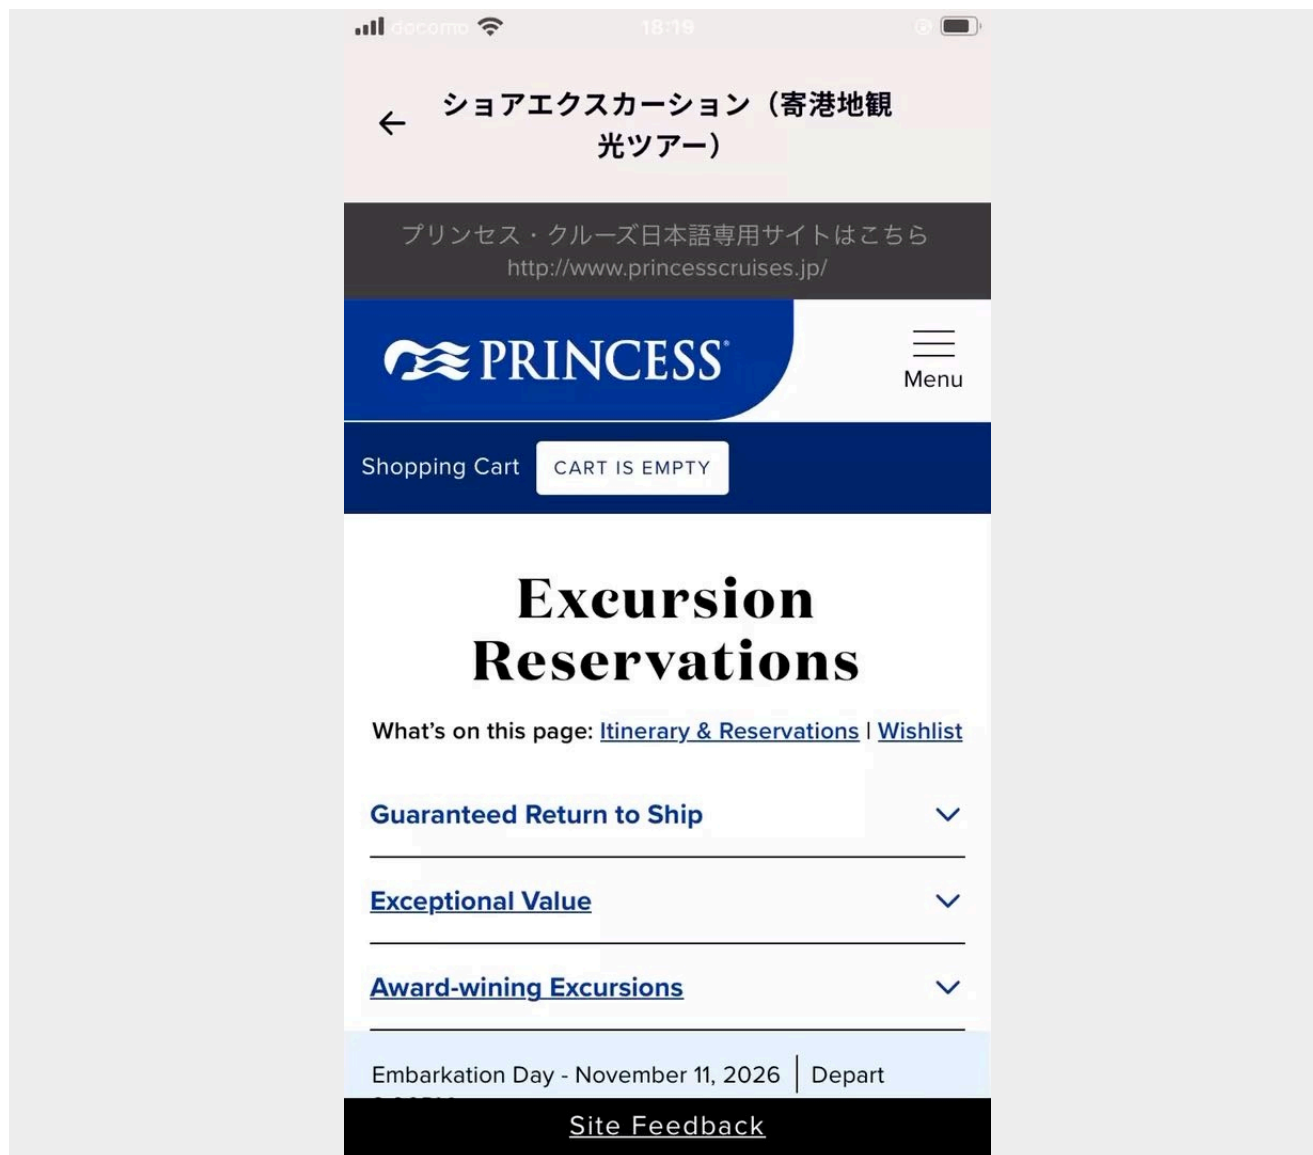 docomo 18:19
ショアエクスカーション（寄港地観
光ツアー）
プリンセス・クルーズ日本語専用サイトはこちら
http://www.princesscruises.jp/
PRINCESS®
Menu
Shopping Cart CART IS EMPTY
Excursion
Reservations
What's on this page: Itinerary & Reservations | Wishlist
Guaranteed Return to Ship
Exceptional Value
Award-wining Excursions
Embarkation Day - November 11, 2026 | Depart
Site Feedback